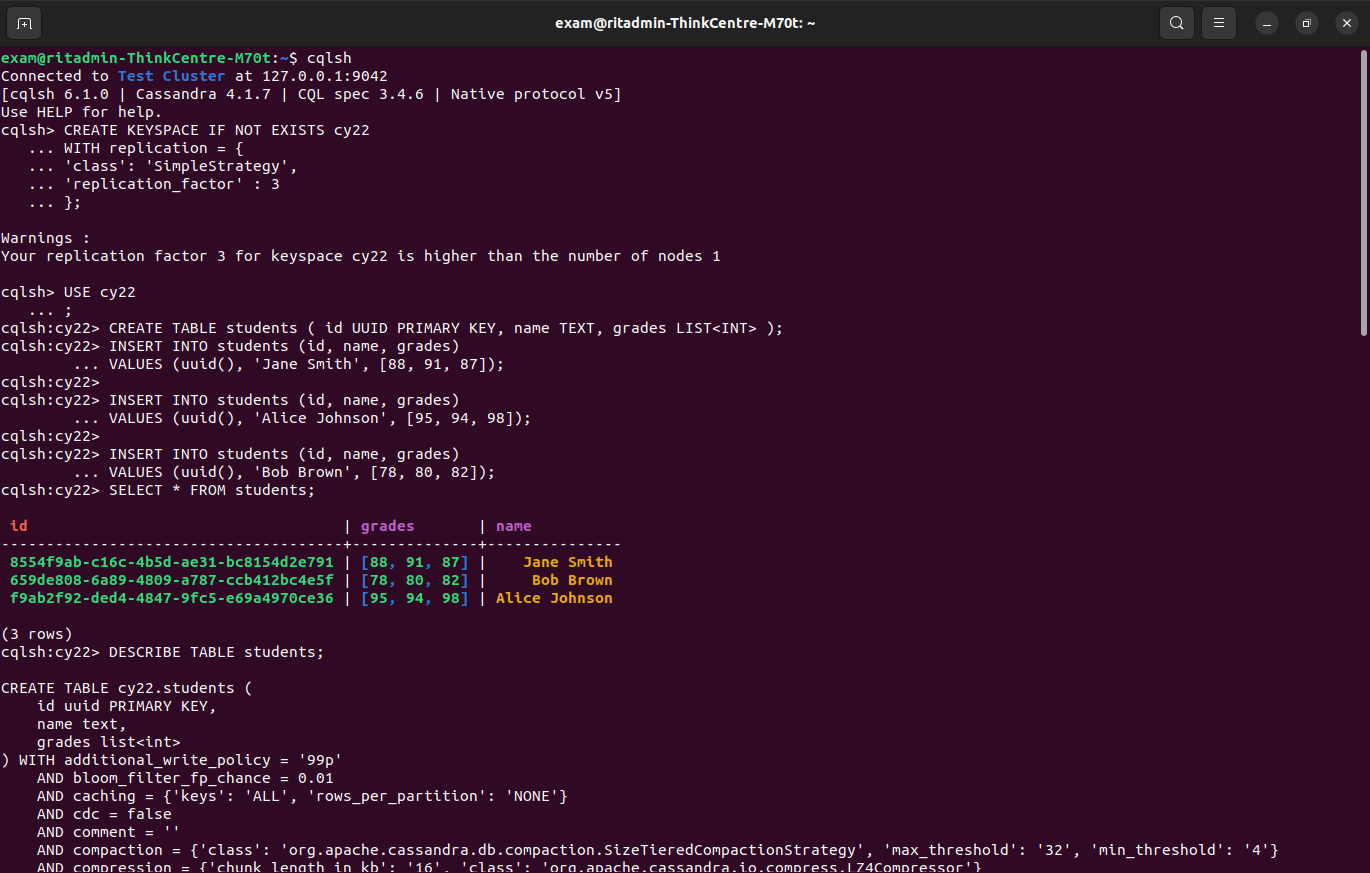 exam@ritadmin-ThinkCentre-M70t: ~
exam@ritadmin-ThinkCentre-M70t:~$ cqlsh
Connected to Test Cluster at 127.0.0.1:9042
[cqlsh 6.1.0 | Cassandra 4.1.7 | CQL spec 3.4.6 | Native protocol v5]
Use HELP for help.
cqlsh> CREATE KEYSPACE IF NOT EXISTS cy22
   ... WITH replication = {
   ... 'class': 'SimpleStrategy',
   ... 'replication_factor' : 3
   ... };
Warnings :
Your replication factor 3 for keyspace cy22 is higher than the number of nodes 1
cqlsh> USE cy22
   ... ;
cqlsh:cy22> CREATE TABLE students ( id UUID PRIMARY KEY, name TEXT, grades LIST<INT> );
cqlsh:cy22> INSERT INTO students (id, name, grades)
        ... VALUES (uuid(), 'Jane Smith', [88, 91, 87]);
cqlsh:cy22>
cqlsh:cy22> INSERT INTO students (id, name, grades)
        ... VALUES (uuid(), 'Alice Johnson', [95, 94, 98]);
cqlsh:cy22>
cqlsh:cy22> INSERT INTO students (id, name, grades)
        ... VALUES (uuid(), 'Bob Brown', [78, 80, 82]);
cqlsh:cy22> SELECT * FROM students;
 id                                   | grades       | name
--------------------------------------+--------------+---------------
 8554f9ab-c16c-4b5d-ae31-bc8154d2e791 | [88, 91, 87] |    Jane Smith
 659de808-6a89-4809-a787-ccb412bc4e5f | [78, 80, 82] |     Bob Brown
 f9ab2f92-ded4-4847-9fc5-e69a4970ce36 | [95, 94, 98] | Alice Johnson
(3 rows)
cqlsh:cy22> DESCRIBE TABLE students;
CREATE TABLE cy22.students (
    id uuid PRIMARY KEY,
    name text,
    grades list<int>
) WITH additional_write_policy = '99p'
    AND bloom_filter_fp_chance = 0.01
    AND caching = {'keys': 'ALL', 'rows_per_partition': 'NONE'}
    AND cdc = false
    AND comment = ''
    AND compaction = {'class': 'org.apache.cassandra.db.compaction.SizeTieredCompactionStrategy', 'max_threshold': '32', 'min_threshold': '4'}
    AND compression = {'chunk_length_in_kb': '16', 'class': 'org.apache.cassandra.io.compress.LZ4Compressor'}